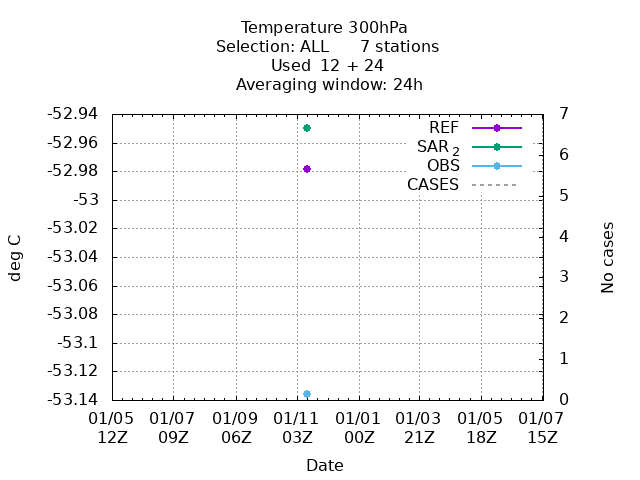 Temperature 300hPa
Selection: ALL 7 stations
Used 12 + 24
Averaging window: 24h
-52.94
-52.96
-52.98
-53
-53.02
-53.04
-53.06
-53.08
-53.1
-53.12
-53.14
deg C
REF
SAR 2
OBS
CASES
7
6
5
4
3
2
1
0
No cases
01/05 01/07 01/09 01/11 01/01 01/03 01/05 01/07
12Z 09Z 06Z 03Z 00Z 21Z 18Z 15Z
Date